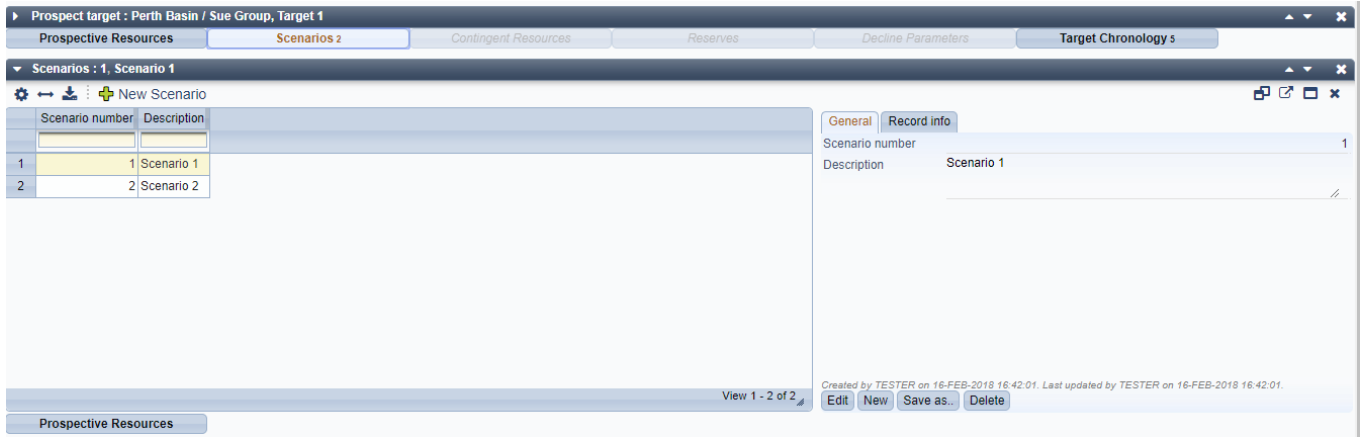 Prospect target : Perth Basin / Sue Group, Target 1
Prospective Resources Scenarios 2 Contingent Resources Reserves Decline Parameters Target Chronology 5
Scenarios : 1, Scenario 1
New Scenario
Scenario number Description
1 1 Scenario 1
2 2 Scenario 2
View 1 - 2 of 2
General Record info
Scenario number 1
Description Scenario 1
Created by TESTER on 16-FEB-2018 16:42:01. Last updated by TESTER on 16-FEB-2018 16:42:01.
Edit New Save as.. Delete
Prospective Resources